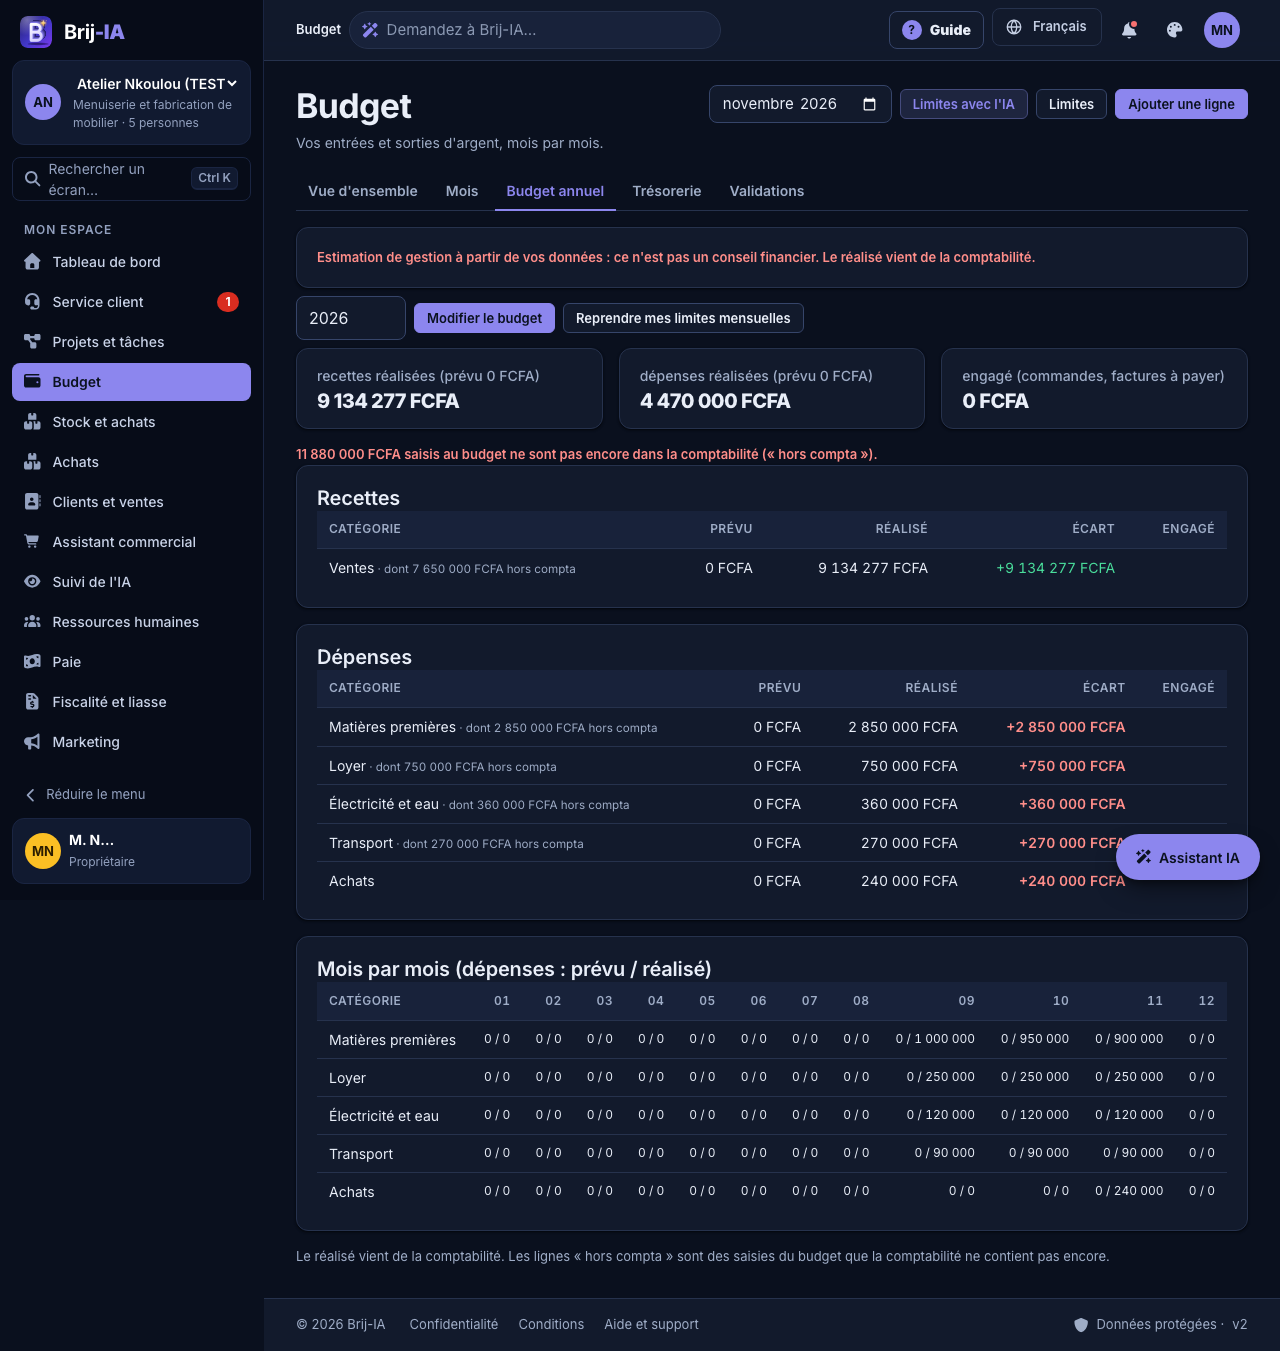 Brij-IA
AN
Atelier Nkoulou (TEST
Menuiserie et fabrication de
mobilier · 5 personnes
Rechercher un
écran...
Ctrl K
MON ESPACE
Tableau de bord
Service client
1
Projets et tâches
Budget
Stock et achats
Achats
Clients et ventes
Assistant commercial
Suivi de l'IA
Ressources humaines
Paie
Fiscalité et liasse
Marketing
Réduire le menu
MN
M. N...
Propriétaire
Budget
Demandez à Brij-IA...
? Guide
Français
MN
Budget
Vos entrées et sorties d'argent, mois par mois.
novembre 2026
Limites avec l'IA
Limites
Ajouter une ligne
Vue d'ensemble
Mois
Budget annuel
Trésorerie
Validations
Estimation de gestion à partir de vos données : ce n'est pas un conseil financier. Le réalisé vient de la comptabilité.
2026
Modifier le budget
Reprendre mes limites mensuelles
recettes réalisées (prévu 0 FCFA)
9 134 277 FCFA
dépenses réalisées (prévu 0 FCFA)
4 470 000 FCFA
engagé (commandes, factures à payer)
0 FCFA
11 880 000 FCFA saisis au budget ne sont pas encore dans la comptabilité (« hors compta »).
Recettes
CATÉGORIE PRÉVU RÉALISÉ ÉCART ENGAGÉ
Ventes · dont 7 650 000 FCFA hors compta 0 FCFA 9 134 277 FCFA +9 134 277 FCFA
Dépenses
CATÉGORIE PRÉVU RÉALISÉ ÉCART ENGAGÉ
Matières premières · dont 2 850 000 FCFA hors compta 0 FCFA 2 850 000 FCFA +2 850 000 FCFA
Loyer · dont 750 000 FCFA hors compta 0 FCFA 750 000 FCFA +750 000 FCFA
Électricité et eau · dont 360 000 FCFA hors compta 0 FCFA 360 000 FCFA +360 000 FCFA
Transport · dont 270 000 FCFA hors compta 0 FCFA 270 000 FCFA +270 000 FCFA
Achats 0 FCFA 240 000 FCFA +240 000 FCFA
Assistant IA
Mois par mois (dépenses : prévu / réalisé)
CATÉGORIE 01 02 03 04 05 06 07 08 09 10 11 12
Matières premières 0 / 0 0 / 0 0 / 0 0 / 0 0 / 0 0 / 0 0 / 0 0 / 0 0 / 1 000 000 0 / 950 000 0 / 900 000 0 / 0
Loyer 0 / 0 0 / 0 0 / 0 0 / 0 0 / 0 0 / 0 0 / 0 0 / 0 0 / 250 000 0 / 250 000 0 / 250 000 0 / 0
Électricité et eau 0 / 0 0 / 0 0 / 0 0 / 0 0 / 0 0 / 0 0 / 0 0 / 0 0 / 120 000 0 / 120 000 0 / 120 000 0 / 0
Transport 0 / 0 0 / 0 0 / 0 0 / 0 0 / 0 0 / 0 0 / 0 0 / 0 0 / 90 000 0 / 90 000 0 / 90 000 0 / 0
Achats 0 / 0 0 / 0 0 / 0 0 / 0 0 / 0 0 / 0 0 / 0 0 / 0 0 / 0 0 / 0 0 / 240 000 0 / 0
Le réalisé vient de la comptabilité. Les lignes « hors compta » sont des saisies du budget que la comptabilité ne contient pas encore.
© 2026 Brij-IA Confidentialité Conditions Aide et support
Données protégées · v2